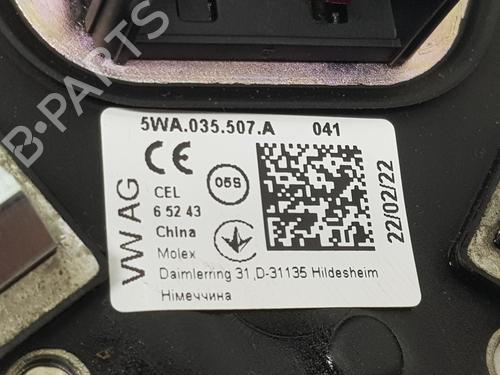 5WA.035.507.A 041
CE
05S
CEL
6 52 43
China
Molex
Daimlerring 31 ,D-31135 Hildesheim
Німеччина
VW AG
22/02/22
B-PARTS